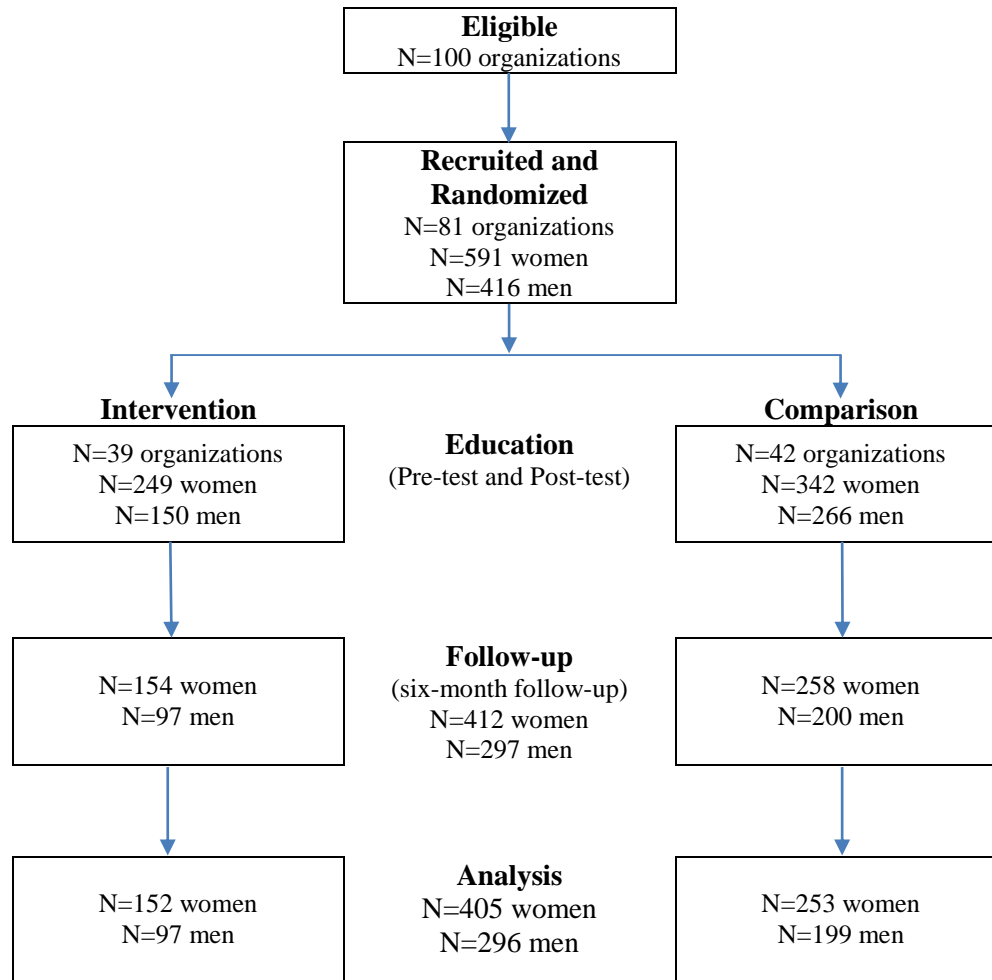 Eligible
N=100 organizations
Recruited and
Randomized
N=81 organizations
N=591 women
N=416 men
Intervention
N=39 organizations
N=249 women
N=150 men
Education
(Pre-test and Post-test)
Comparison
N=42 organizations
N=342 women
N=266 men
N=154 women
N=97 men
Follow-up
(six-month follow-up)
N=412 women
N=297 men
N=258 women
N=200 men
N=152 women
N=97 men
Analysis
N=405 women
N=296 men
N=253 women
N=199 men